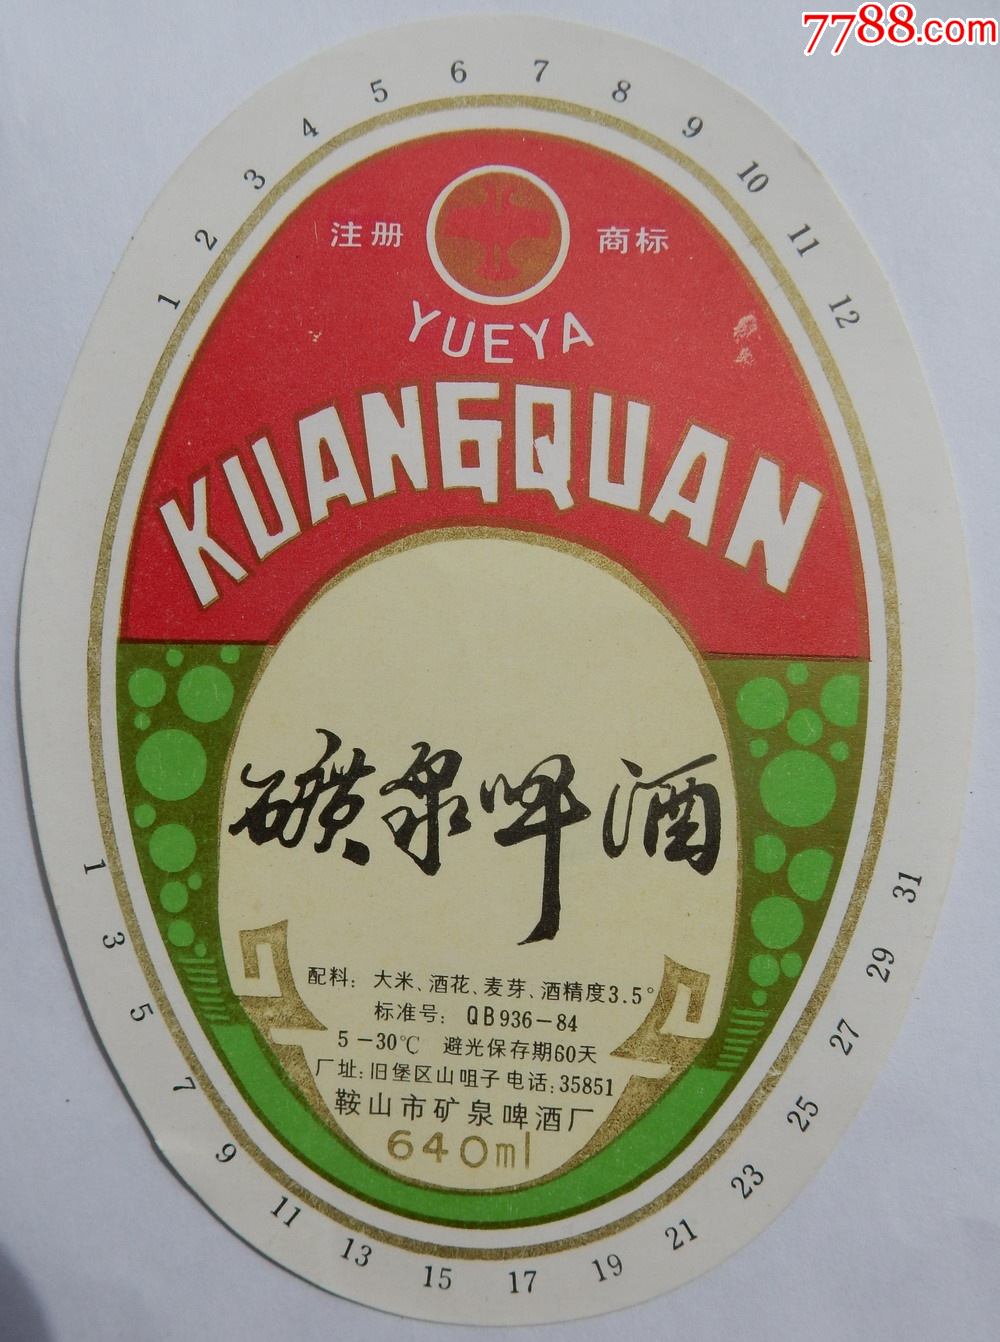 7788.com
1 2 3 4 5 6 7 8 9 10 11 12
注册 商标
YUEYA
KUANGQUAN
礦泉啤酒
配料：大米、酒花、麦芽、酒精度3.5°
标准号：QB936-84
5-30℃ 避光保存期60天
厂址：旧堡区山咀子电话：35851
鞍山市矿泉啤酒厂
640ml
1 3 5 7 9 11 13 15 17 19 21 23 25 27 29 31